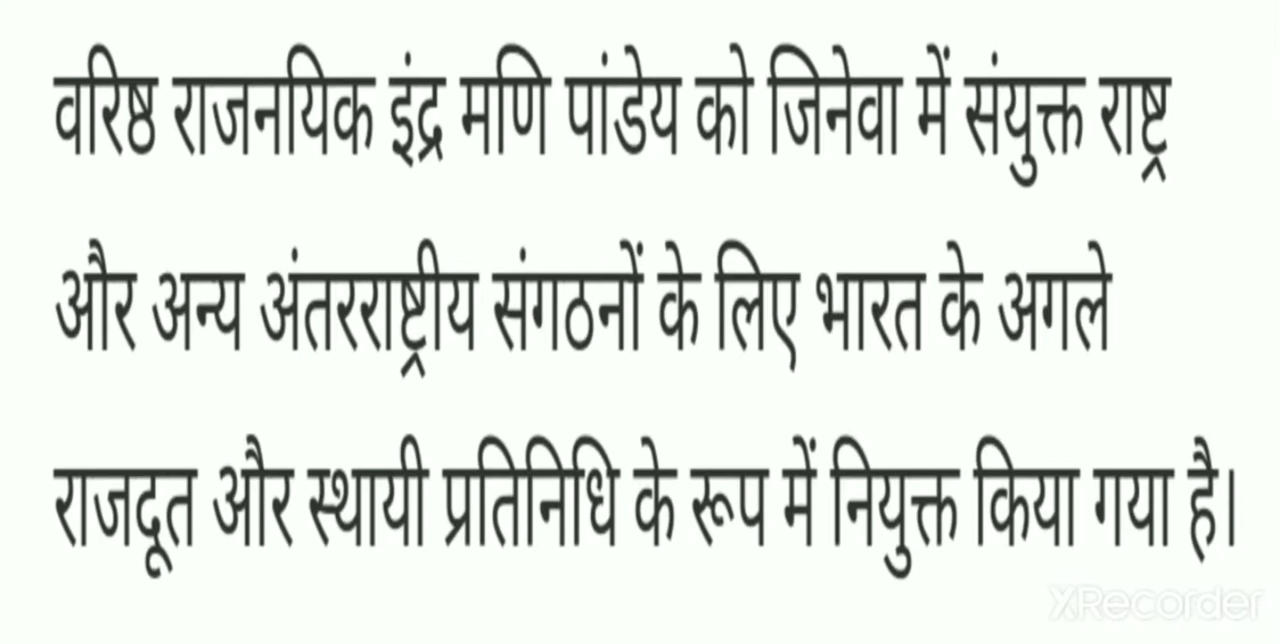 वरिष्ठ राजनयिक इंद्र मणि पांडेय को जिनेवा में संयुक्त राष्ट्र
और अन्य अंतरराष्ट्रीय संगठनों के लिए भारत के अगले
राजदूत और स्थायी प्रतिनिधि के रूप में नियुक्त किया गया है।
XRecorder